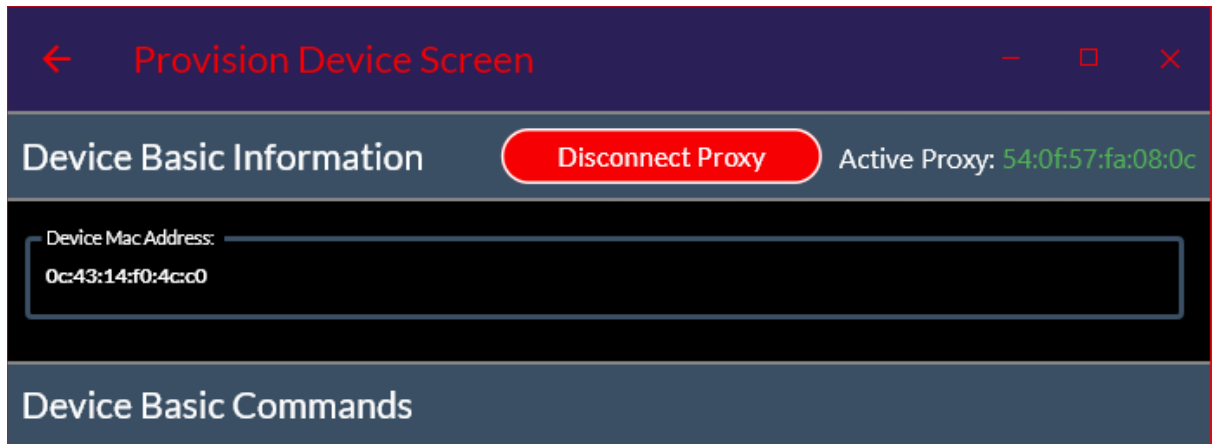 Provision Device Screen
Device Basic Information
Disconnect Proxy
Active Proxy: 54:0f:57:fa:08:0c
Device Mac Address:
0c:43:14:f0:4c:c0
Device Basic Commands